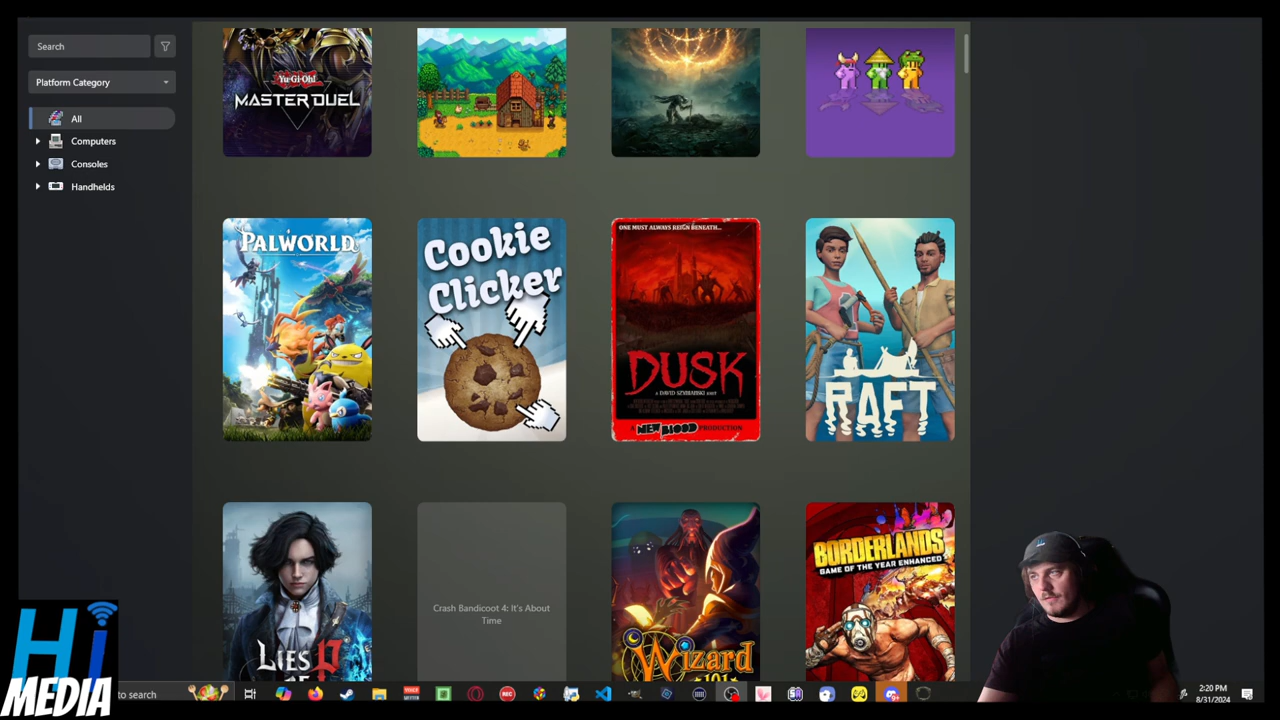 Search
Platform Category
All
Computers
Consoles
Handhelds
Yu-Gi-Oh!
MASTER DUEL
PALWORLD
Cookie
Clicker
ONE MUST ALWAYS REIGN BENEATH...
DUSK
A DAVID SZYMANSKI
A NEW BLOOD PRODUCTION
RAFT
LIES
OF P
Crash Bandicoot 4: It's About
Time
Wizard
101
BORDERLANDS
GAME OF THE YEAR ENHANCED
Hi
MEDIA
to search
REC
2:20 PM
8/31/2024